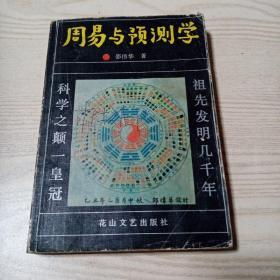 周易与预测学
邵伟华 著
祖先发明·几千年
科学之颠一皇冠
花山文艺出版社